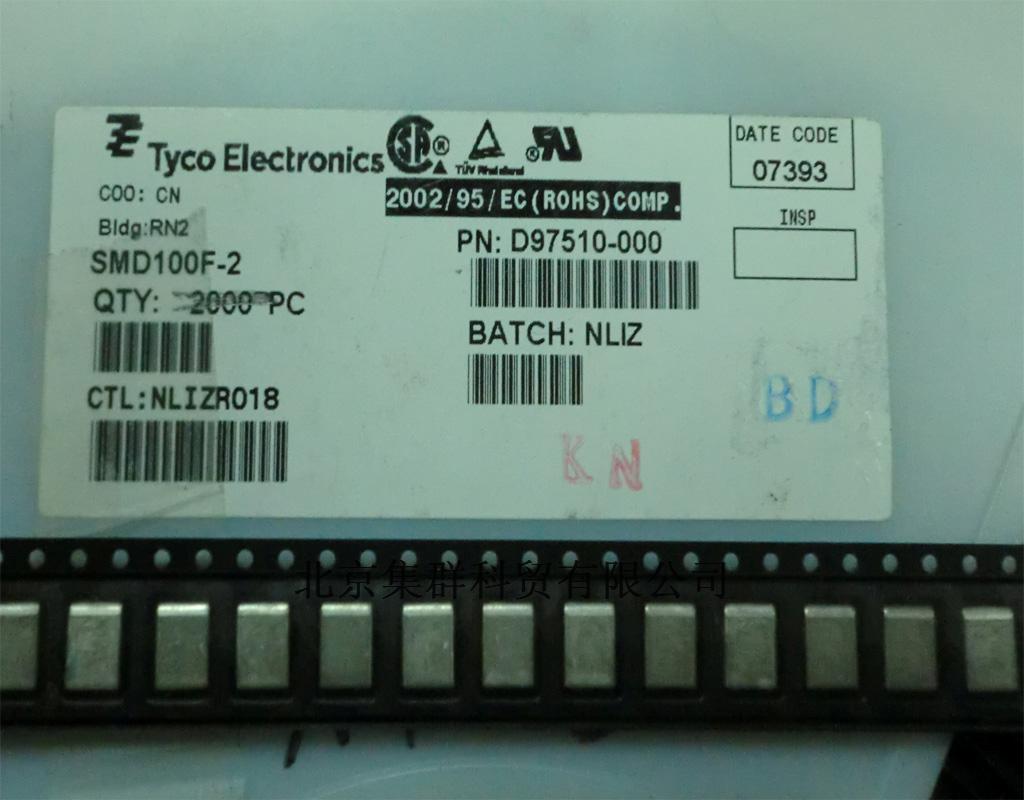 Tyco Electronics
COO: CN
Bldg:RN2
SMD100F-2
QTY: 2000 PC
CTL:NLIZR018
2002/95/EC(ROHS)COMP.
PN: D97510-000
BATCH: NLIZ
DATE CODE
07393
INSP
BD
KN
北京集群科贸有限公司